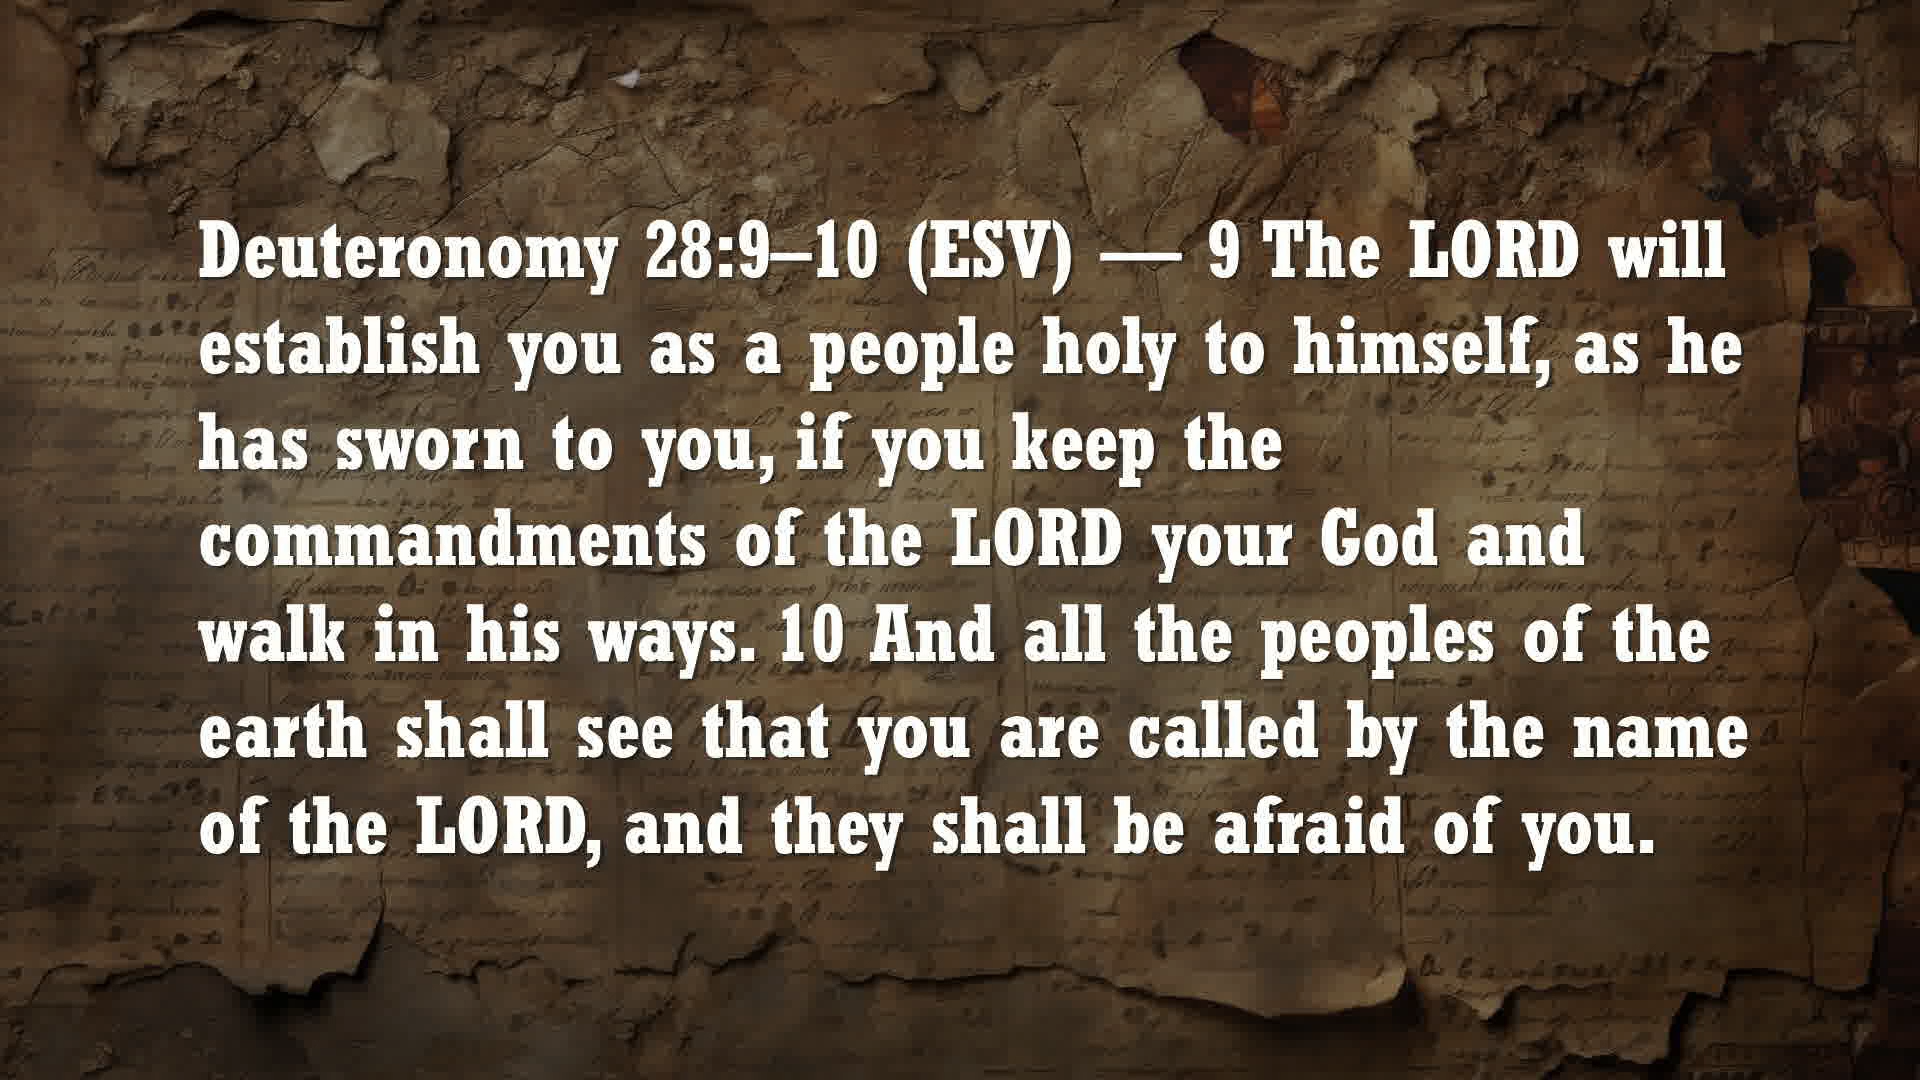 Deuteronomy 28:9–10 (ESV) — 9 The LORD will
establish you as a people holy to himself, as he
has sworn to you, if you keep the
commandments of the LORD your God and
walk in his ways. 10 And all the peoples of the
earth shall see that you are called by the name
of the LORD, and they shall be afraid of you.